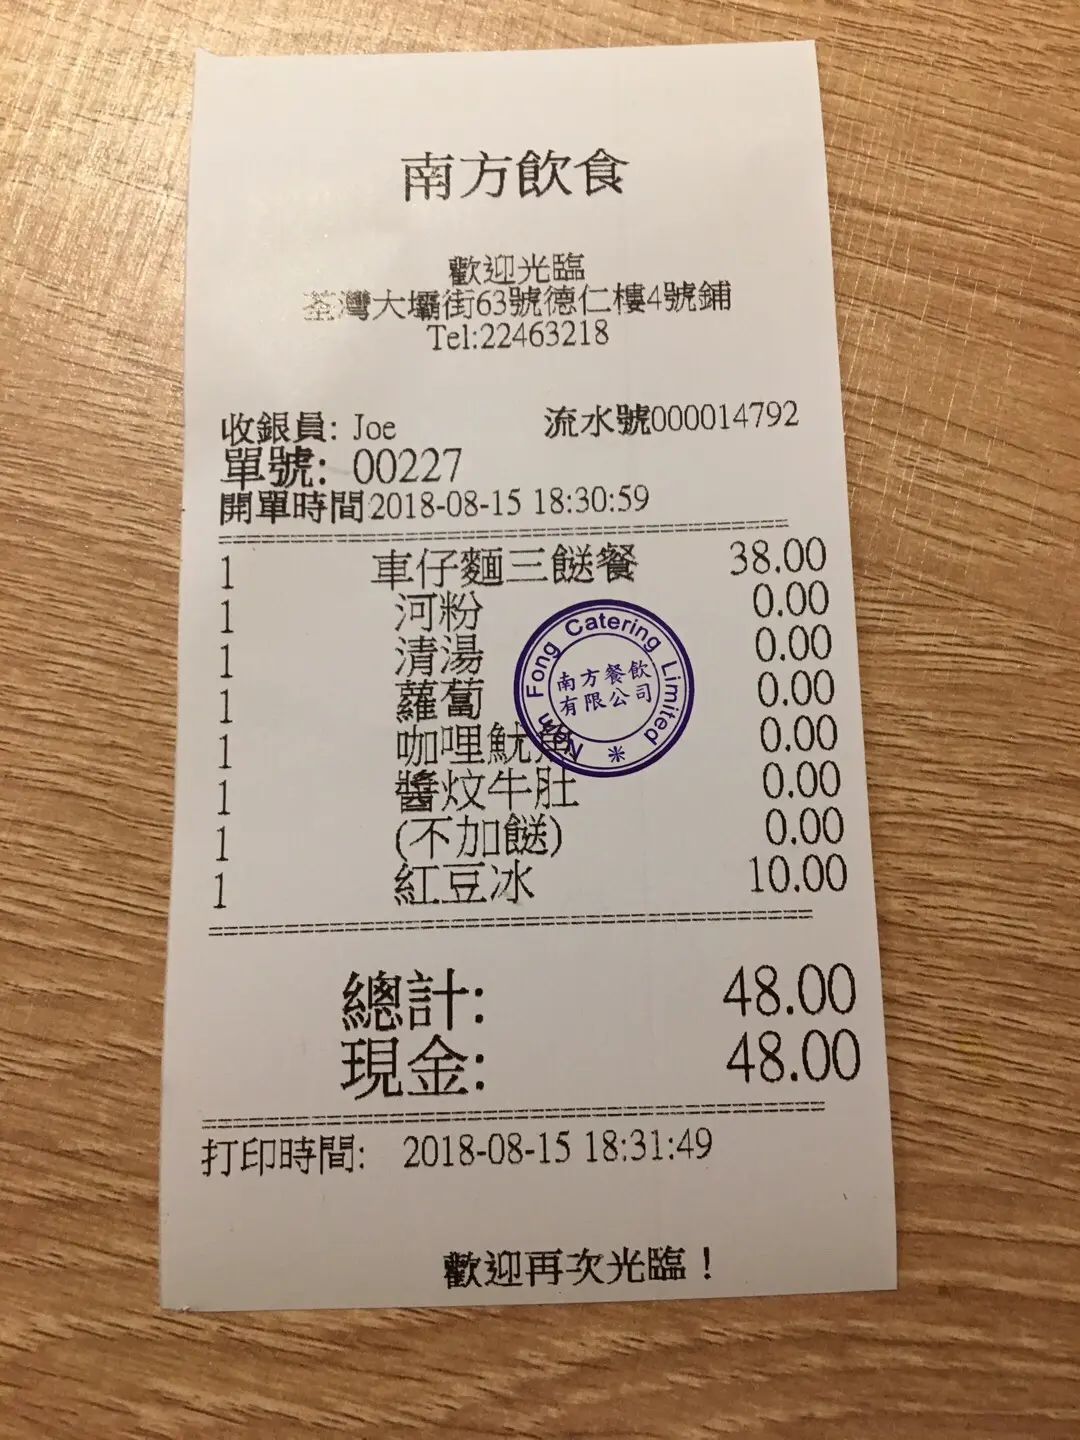 南方飲食
歡迎光臨
荃灣大壩街63號德仁樓4號鋪
Tel:22463218
收銀員: Joe 流水號000014792
單號: 00227
開單時間:2018-08-15 18:30:59
1 車仔麵三餸餐 38.00
1 河粉 0.00
1 清湯 0.00
1 蘿蔔 0.00
1 咖哩魷魚 0.00
1 醬炆牛肚 0.00
1 (不加餸) 0.00
1 紅豆冰 10.00
Nan Fong Catering Limited
南方餐飲
有限公司
*
總計: 48.00
現金: 48.00
打印時間: 2018-08-15 18:31:49
歡迎再次光臨！